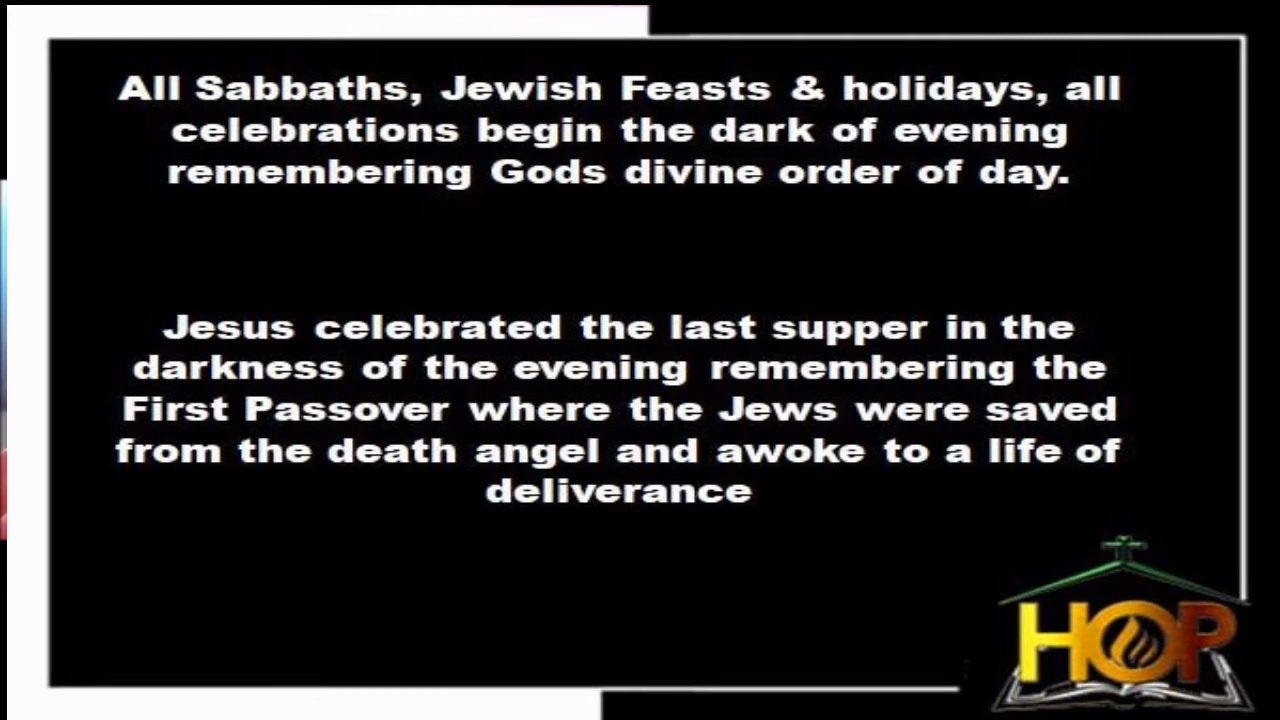 All Sabbaths, Jewish Feasts & holidays, all
celebrations begin the dark of evening
remembering Gods divine order of day.
Jesus celebrated the last supper in the
darkness of the evening remembering the
First Passover where the Jews were saved
from the death angel and awoke to a life of
deliverance
HOP